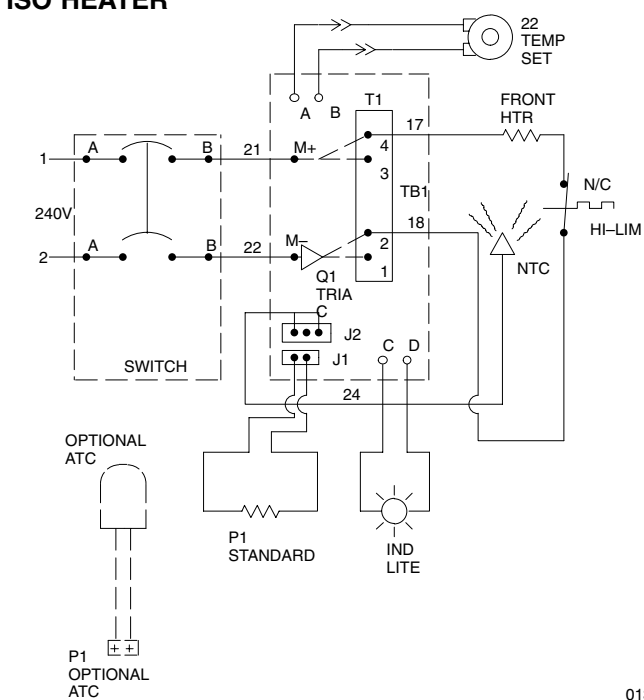 ISO HEATER
22
TEMP
SET
A
B
T1
FRONT
HTR
17
A
B
21
M+
4
1
3
N/C
TB1
240V
18
HI–LIM
A
B
22
M–
2
2
1
NTC
Q1
TRIA
C
J2
J1
C
D
SWITCH
24
OPTIONAL
ATC
P1
STANDARD
IND
LITE
P1
OPTIONAL
ATC
01